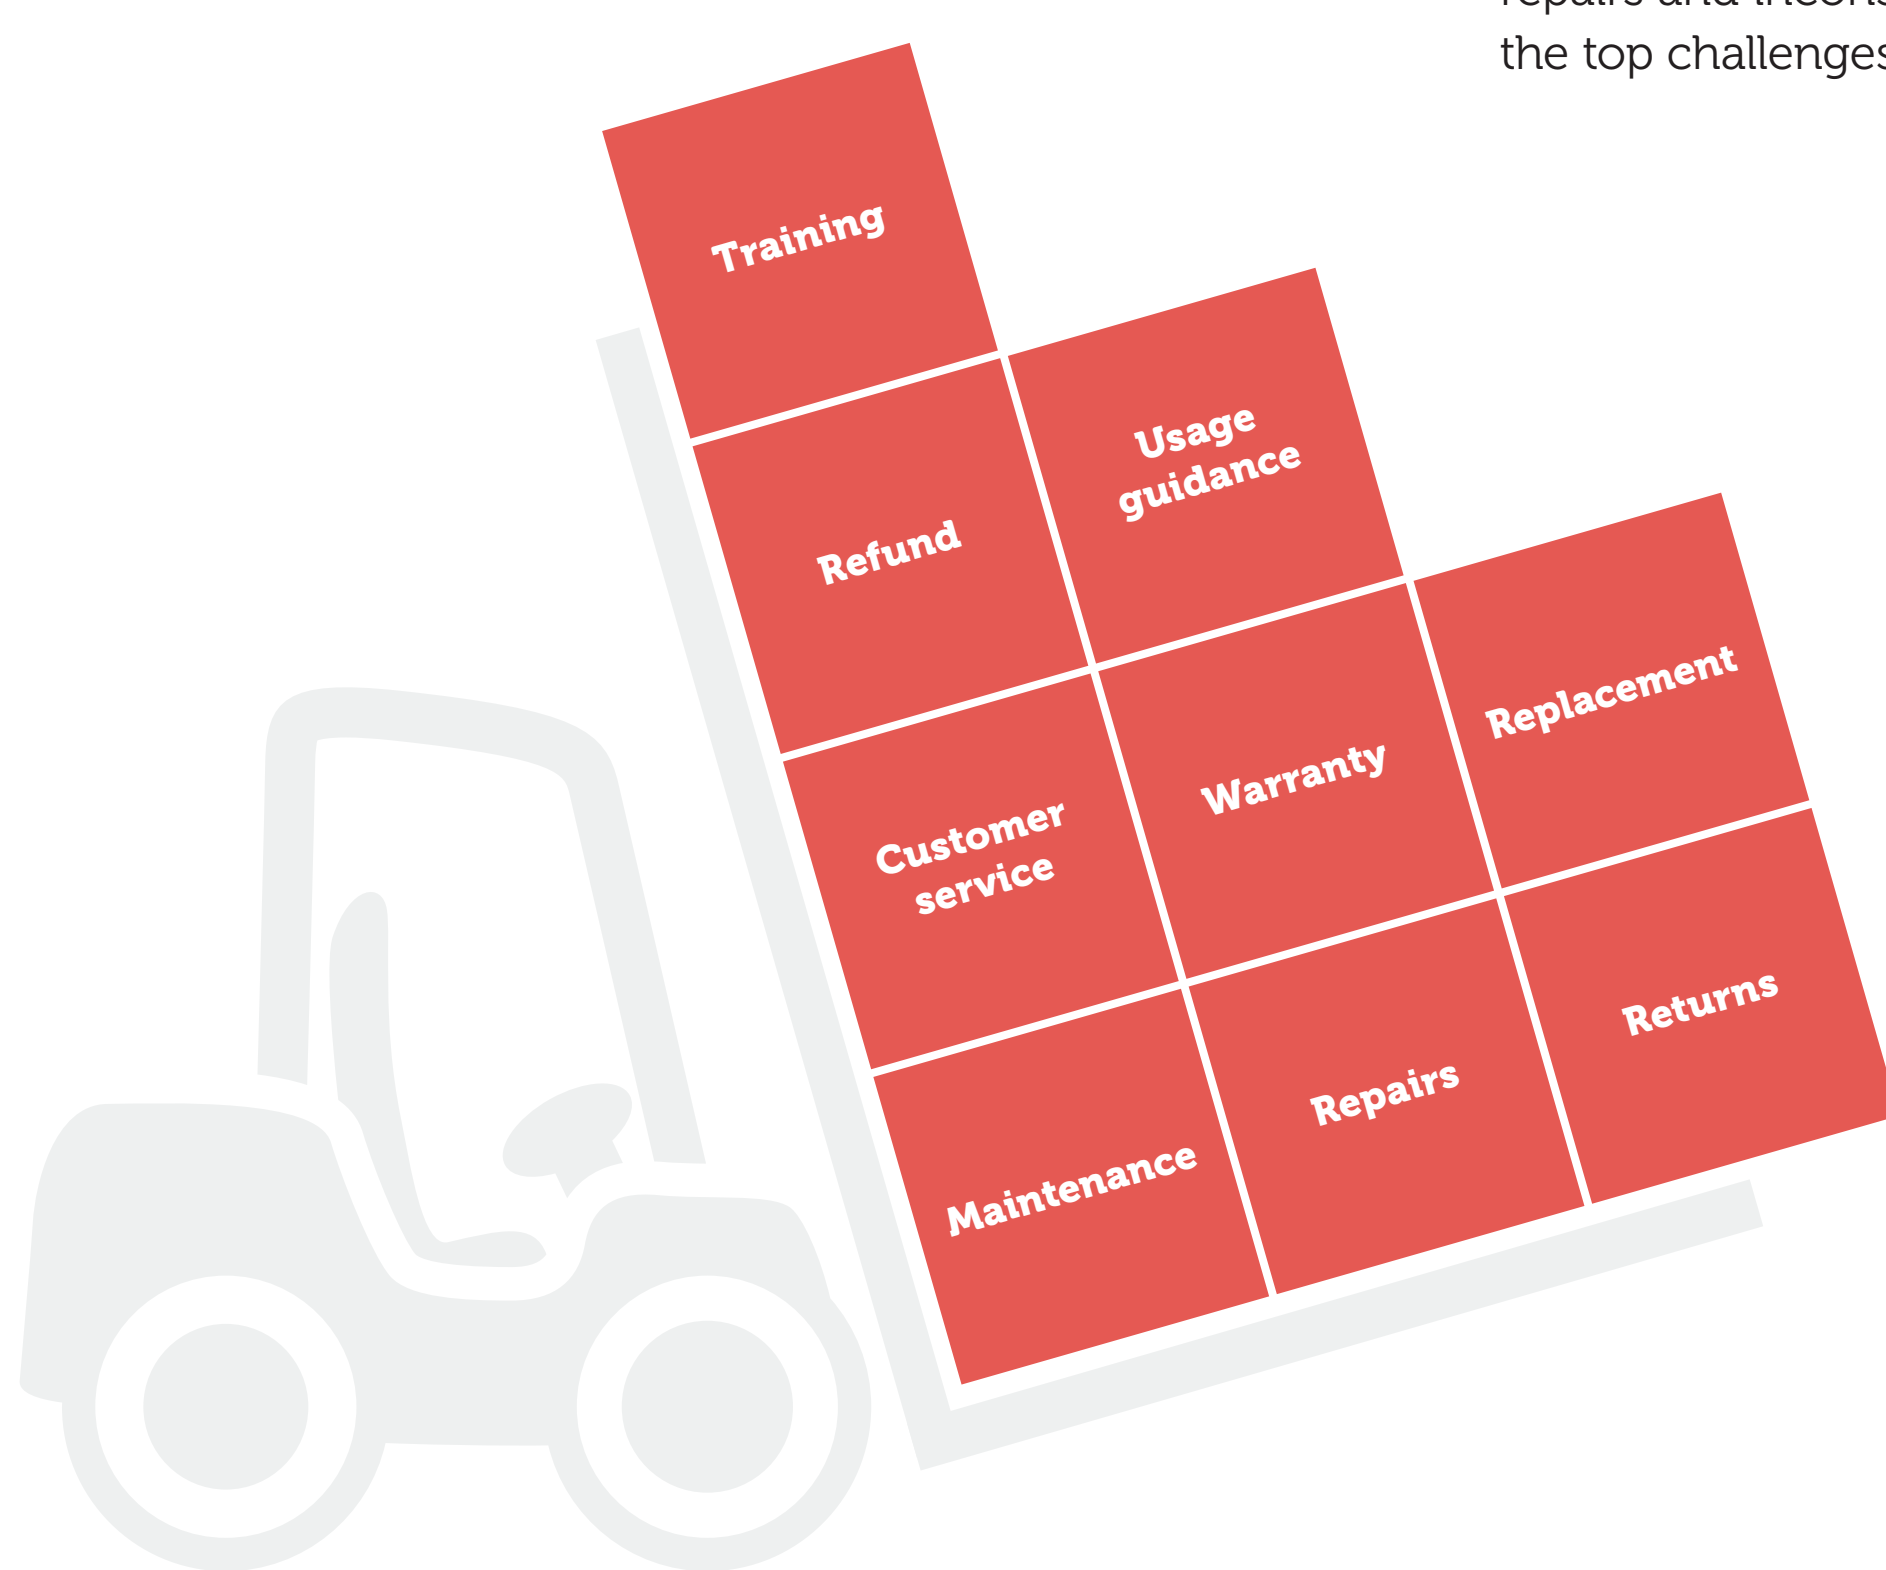 the top challenges
Training
Usage
guidance
Refund
Replacement
Warranty
Customer
service
Returns
Repairs
Maintenance